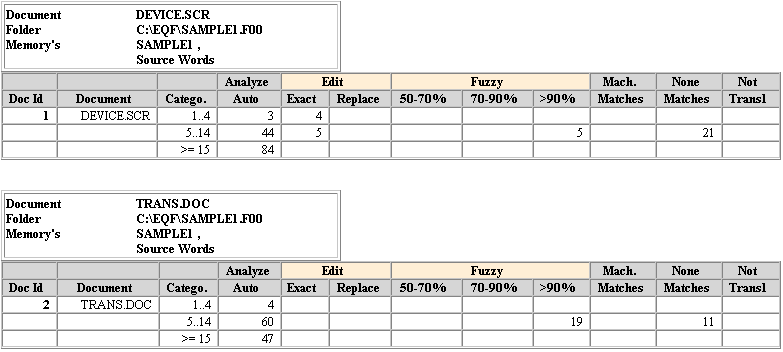 Document DEVICE.SCR
Folder C:\EQF\SAMPLE1.F00
Memory's SAMPLE1 ,
Source Words
Analyze Edit Fuzzy Mach. None Not
Doc Id Document Catego. Auto Exact Replace 50-70% 70-90% >90% Matches Matches Transl
1 DEVICE.SCR 1..4 3 4
5..14 44 5 5 21
>= 15 84
Document TRANS.DOC
Folder C:\EQF\SAMPLE1.F00
Memory's SAMPLE1 ,
Source Words
Analyze Edit Fuzzy Mach. None Not
Doc Id Document Catego. Auto Exact Replace 50-70% 70-90% >90% Matches Matches Transl
2 TRANS.DOC 1..4 4
5..14 60 19 11
>= 15 47